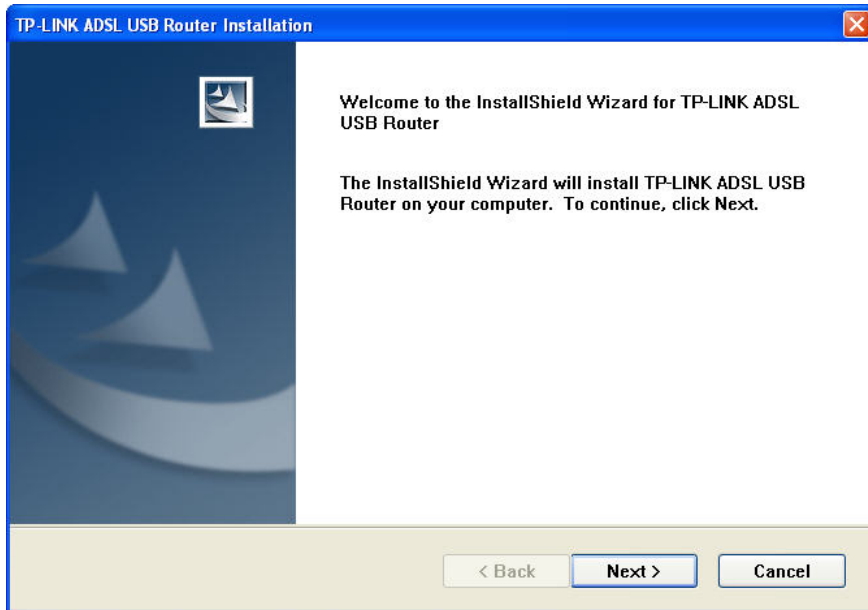 TP-LINK ADSL USB Router Installation
Welcome to the InstallShield Wizard for TP-LINK ADSL
USB Router
The InstallShield Wizard will install TP-LINK ADSL USB
Router on your computer.  To continue, click Next.
< Back
Next >
Cancel